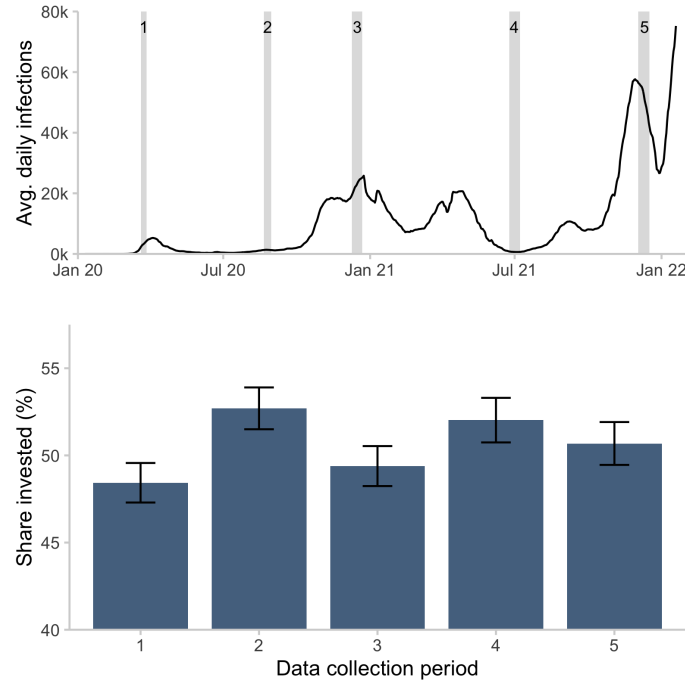 80k
60k
40k
20k
0k
Avg. daily infections
1 2 3 4 5
Jan 20 Jul 20 Jan 21 Jul 21 Jan 22
55
50
45
40
Share invested (%)
1 2 3 4 5
Data collection period